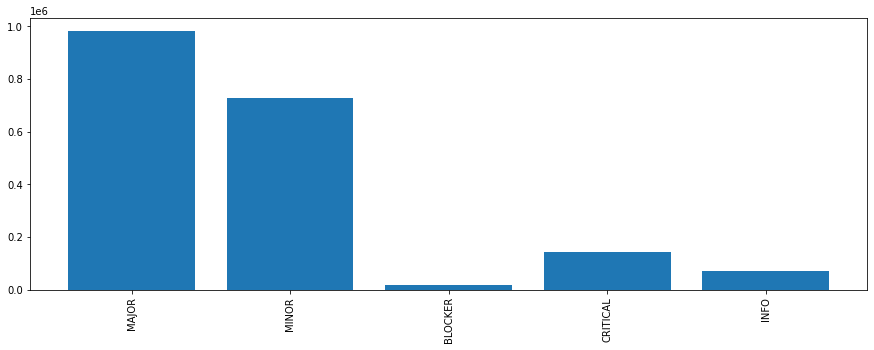 1e6
1.0
0.8
0.6
0.4
0.2
0.0
MAJOR
MINOR
BLOCKER
CRITICAL
INFO